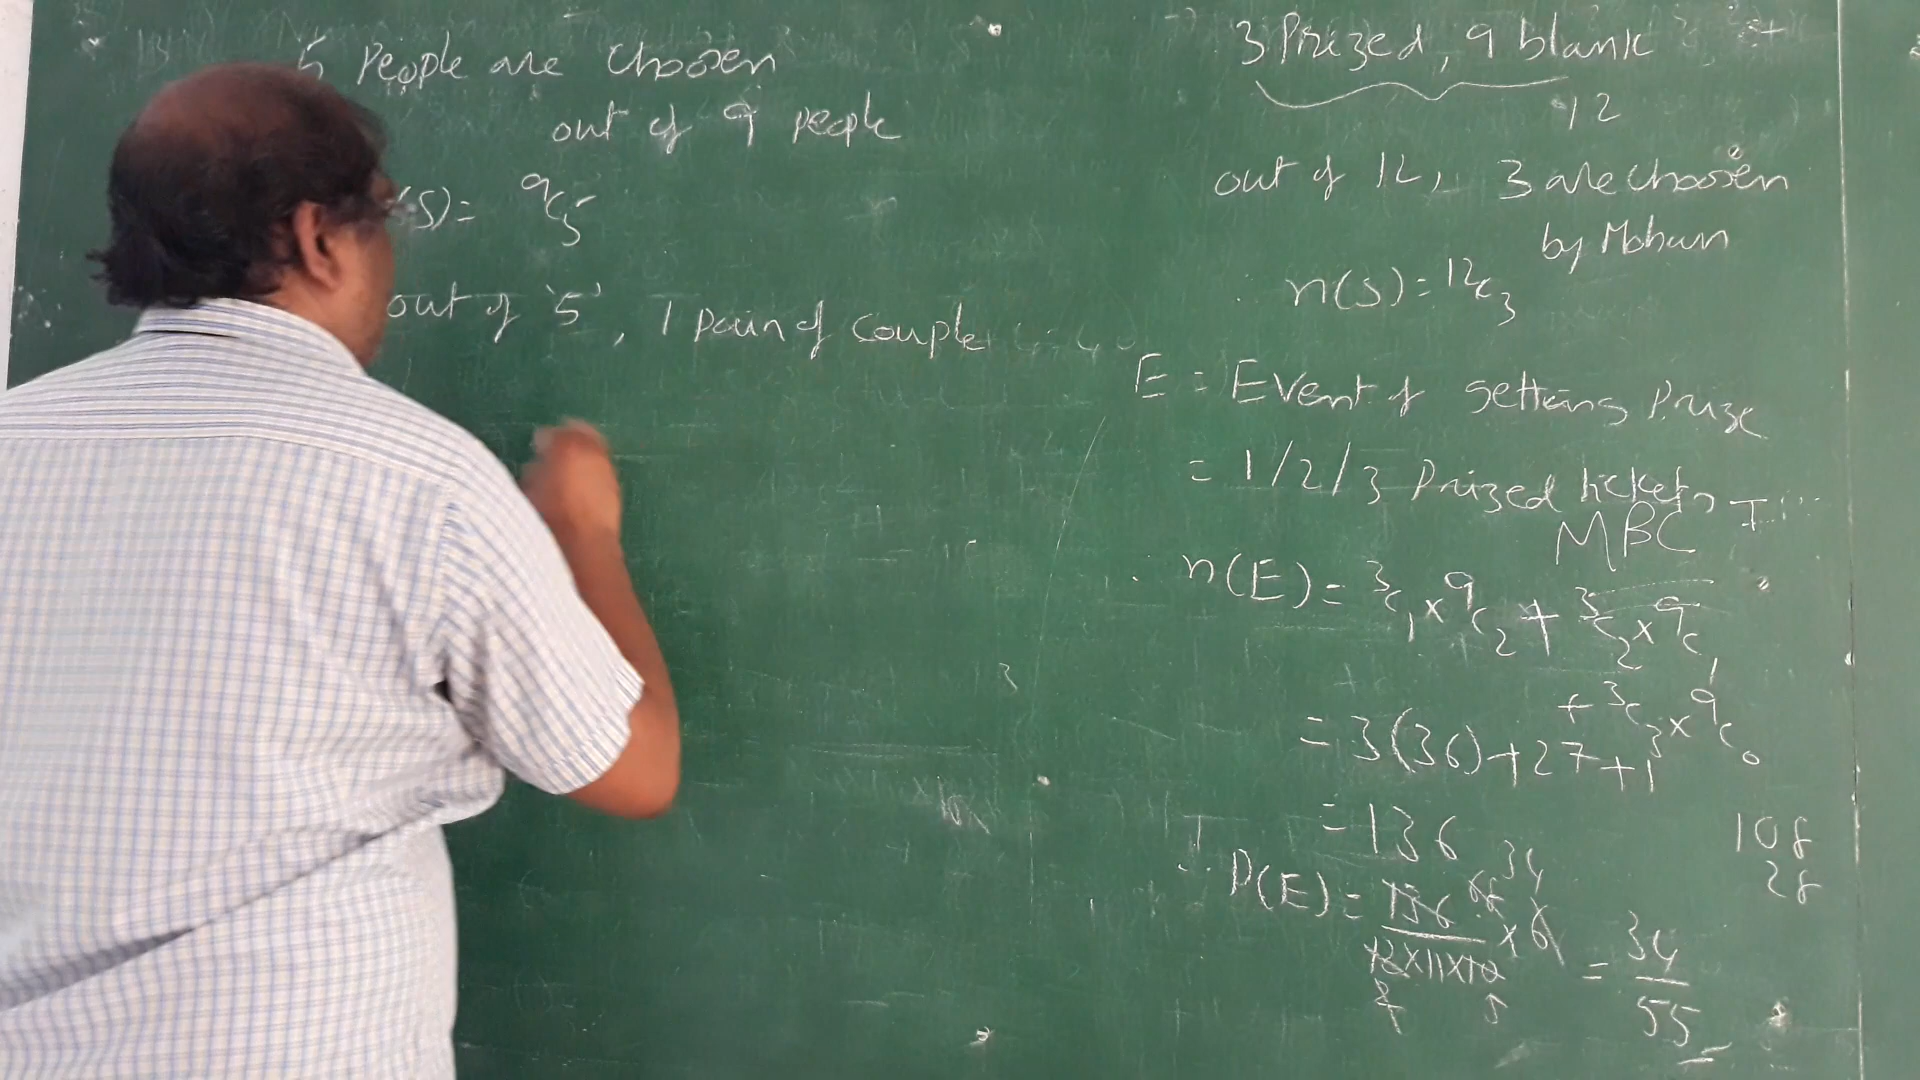 5 People are choosen
out of 9 people
(S) = ⁹C₅
out of '5', 1 pair of couple
3 Prized, 9 blank
12
out of 12, 3 are choosen
by Mohan
n(S) = ¹²C₃
E = Event of getting Prize
= 1/2/3 Prized tickets
MBC
∴ n(E) = ³C₁ × ⁹C₂ + ³C₂ × ⁹C₁
+ ³C₃ × ⁹C₀
= 3(36) + 27 + 1
= 136
108
28
∴ P(E) = 136/12×11×10 × 6 = 34/55